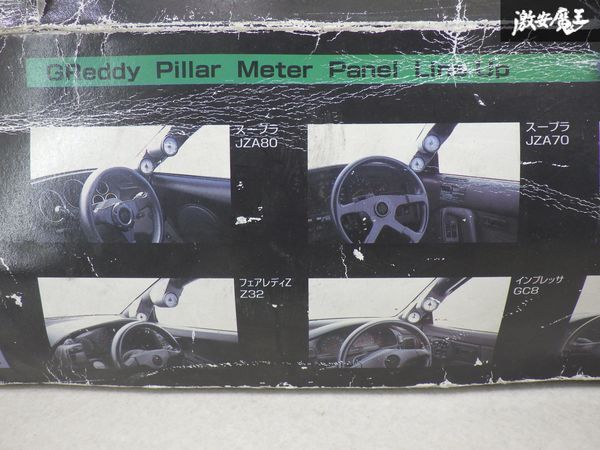 激安魔王
GReddy Pillar Meter Panel Line Up
スープラ
JZA80
スープラ
JZA70
フェアレディZ
Z32
インプレッサ
GC8